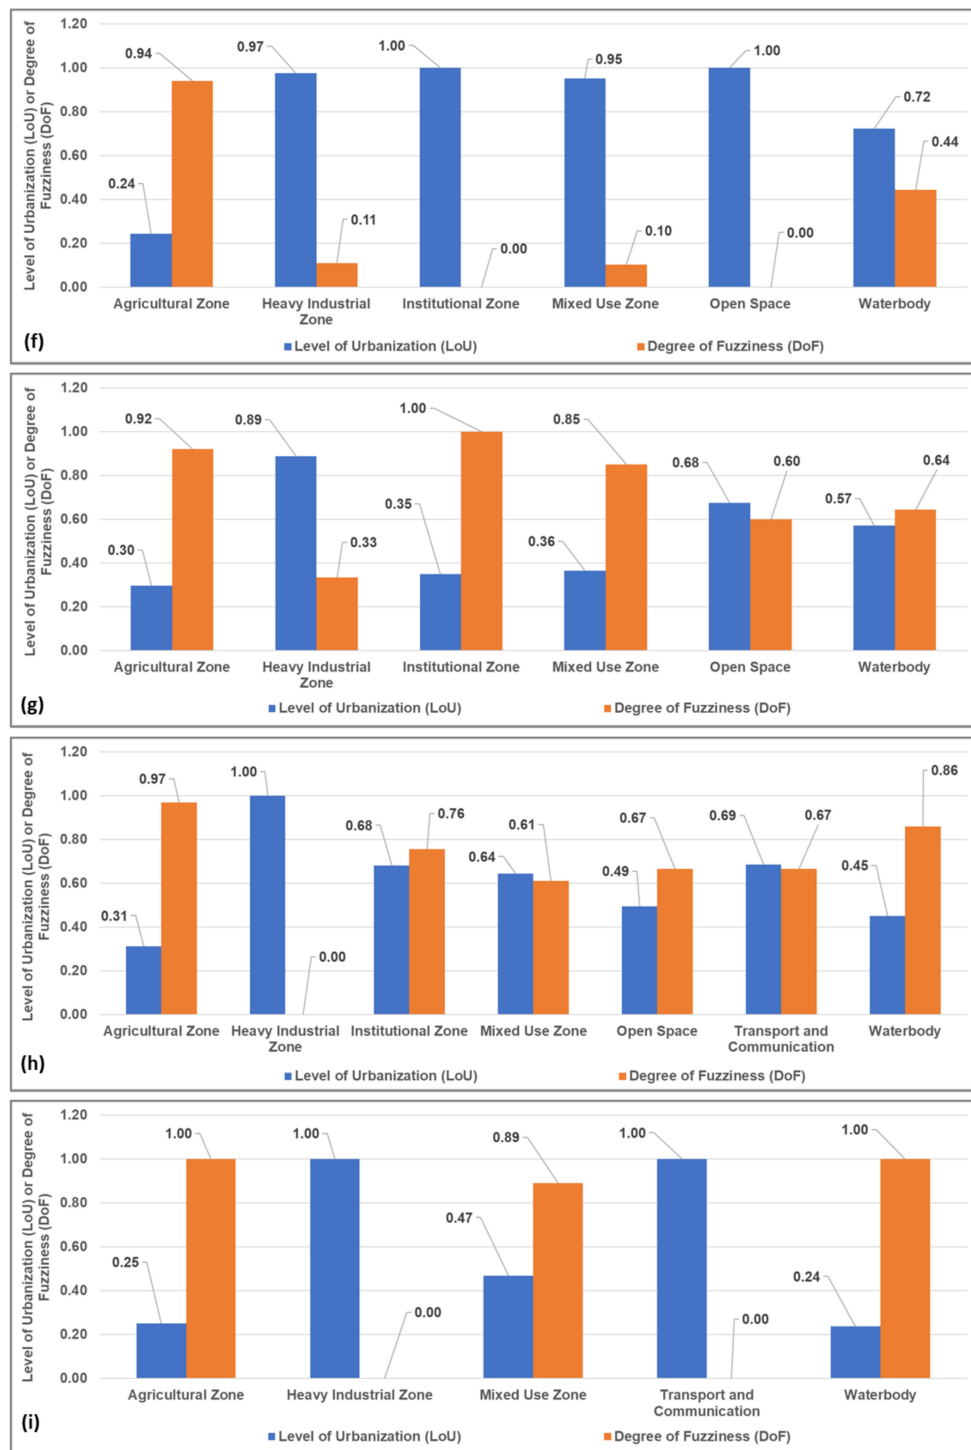 1.20
1.00
0.80
0.60
0.40
0.20
0.00
Level of Urbanization (LoU) or Degree of
Fuzziness (DoF)
0.24
0.94
0.97
0.11
1.00
0.00
0.95
0.10
1.00
0.00
0.72
0.44
Agricultural Zone
Heavy Industrial
Zone
Institutional Zone
Mixed Use Zone
Open Space
Waterbody
Level of Urbanization (LoU)
Degree of Fuzziness (DoF)
(f)
1.20
1.00
0.80
0.60
0.40
0.20
0.00
Level of Urbanization (LoU) or Degree of
Fuzziness (DoF)
0.30
0.92
0.89
0.33
0.35
1.00
0.36
0.85
0.68
0.60
0.57
0.64
Agricultural Zone
Heavy Industrial
Zone
Institutional Zone
Mixed Use Zone
Open Space
Waterbody
Level of Urbanization (LoU)
Degree of Fuzziness (DoF)
(g)
1.20
1.00
0.80
0.60
0.40
0.20
0.00
Level of Urbanization (LoU) or Degree of
Fuzziness (DoF)
0.31
0.97
1.00
0.00
0.68
0.76
0.64
0.61
0.49
0.67
0.69
0.67
0.45
0.86
Agricultural Zone
Heavy Industrial
Zone
Institutional Zone
Mixed Use Zone
Open Space
Transport and
Communication
Waterbody
Level of Urbanization (LoU)
Degree of Fuzziness (DoF)
(h)
1.20
1.00
0.80
0.60
0.40
0.20
0.00
Level of Urbanization (LoU) or Degree of
Fuzziness (DoF)
0.25
1.00
1.00
0.00
0.47
0.89
1.00
0.00
0.24
1.00
Agricultural Zone
Heavy Industrial Zone
Mixed Use Zone
Transport and
Communication
Waterbody
Level of Urbanization (LoU)
Degree of Fuzziness (DoF)
(i)